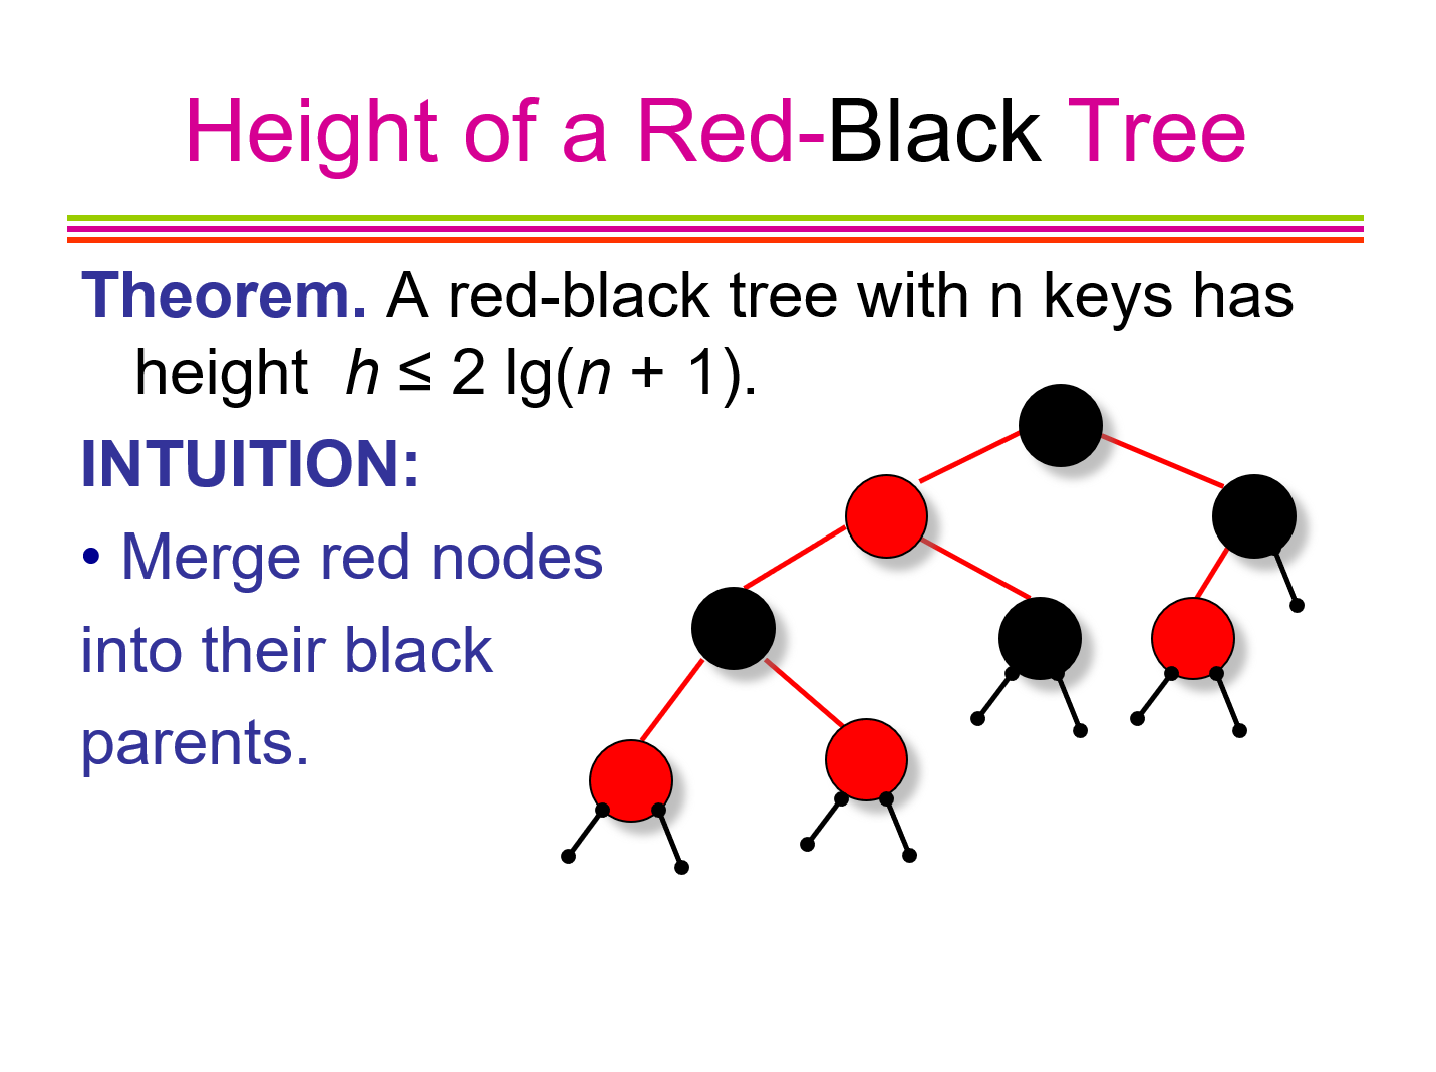 Height of a Red-Black Tree
Theorem. A red-black tree with n keys has
height h ≤ 2 lg(n + 1).
INTUITION:
• Merge red nodes
into their black
parents.